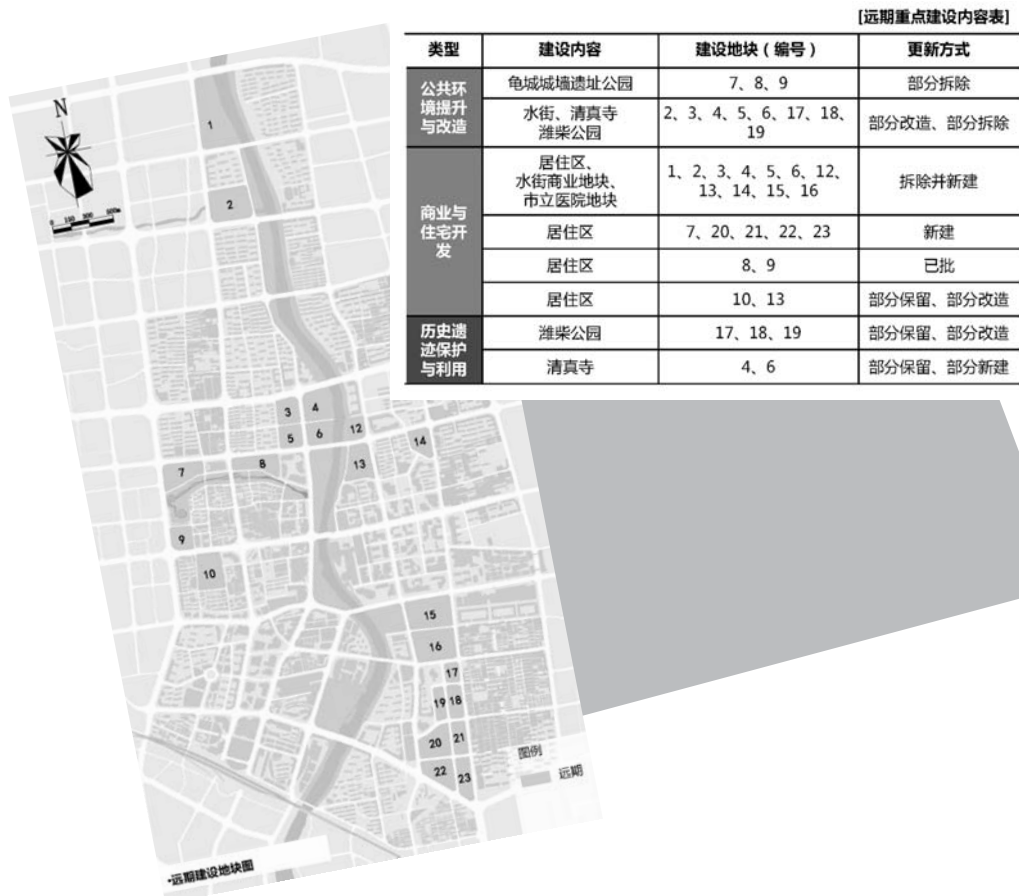 [远期重点建设内容表]
类型 建设内容 建设地块（编号） 更新方式
公共环境提升与改造
龟城城墙遗址公园 7、8、9 部分拆除
水街、清真寺 潍柴公园 2、3、4、5、6、17、18、19 部分改造、部分拆除
商业与住宅开发
居住区、水街商业地块、市立医院地块 1、2、3、4、5、6、12、13、14、15、16 拆除并新建
居住区 7、20、21、22、23 新建
居住区 8、9 已批
居住区 10、13 部分保留、部分改造
历史遗迹保护与利用
潍柴公园 17、18、19 部分保留、部分改造
清真寺 4、6 部分保留、部分新建
N
1
2
3 4
5 6 12
14
7 8 13
9
10
15
16
17
19 18
20 21
22 23
图例
远期
•远期建设地块图